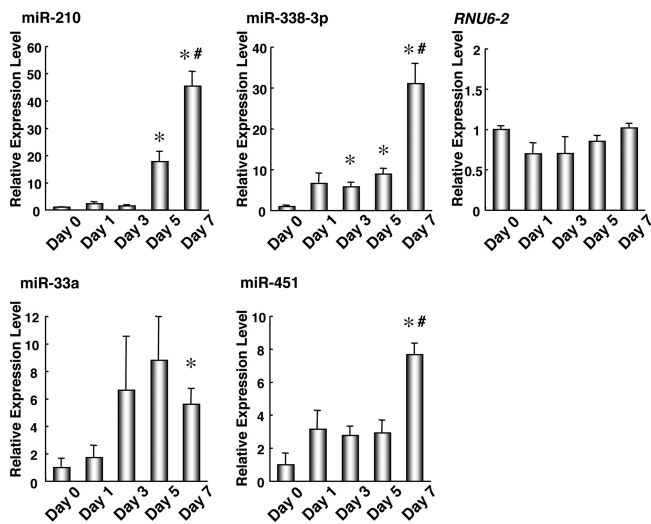 miR-210
Relative Expression Level
60
50
40
30
20
10
0
*
* #
Day 0
Day 1
Day 3
Day 5
Day 7
miR-338-3p
Relative Expression Level
40
30
20
10
0
*
*
* #
Day 0
Day 1
Day 3
Day 5
Day 7
RNU6-2
Relative Expression Level
2
1.5
1
0.5
0
Day 0
Day 1
Day 3
Day 5
Day 7
miR-33a
Relative Expression Level
12
10
8
6
4
2
0
*
Day 0
Day 1
Day 3
Day 5
Day 7
miR-451
Relative Expression Level
10
8
6
4
2
0
* #
Day 0
Day 1
Day 3
Day 5
Day 7